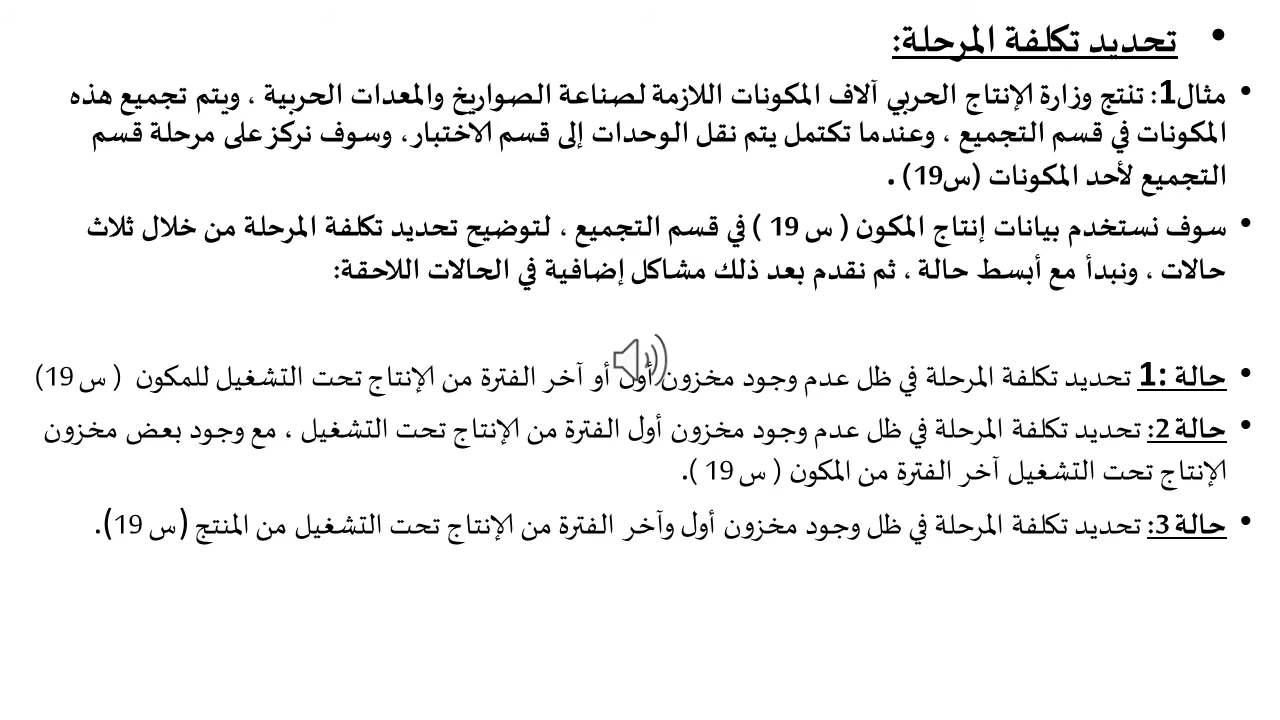 • تحديد تكلفة المرحلة:
• مثال1: تنتج وزارة الإنتاج الحربي آلاف المكونات اللازمة لصناعة الصواريخ والمعدات الحربية ، ويتم تجميع هذه
المكونات في قسم التجميع ، وعندما تكتمل يتم نقل الوحدات إلى قسم الاختبار، وسوف نركز على مرحلة قسم
التجميع لأحد المكونات (س19) .
• سوف نستخدم بيانات إنتاج المكون ( س 19 ) في قسم التجميع ، لتوضيح تحديد تكلفة المرحلة من خلال ثلاث
حالات ، ونبدأ مع أبسط حالة ، ثم نقدم بعد ذلك مشاكل إضافية في الحالات اللاحقة:
• حالة 1: تحديد تكلفة المرحلة في ظل عدم وجود مخزون أول أو آخر الفترة من الإنتاج تحت التشغيل للمكون ( س 19)
• حالة 2: تحديد تكلفة المرحلة في ظل عدم وجود مخزون أول الفترة من الإنتاج تحت التشغيل ، مع وجود بعض مخزون
الإنتاج تحت التشغيل آخر الفترة من المكون ( س 19 ).
• حالة 3: تحديد تكلفة المرحلة في ظل وجود مخزون أول وآخر الفترة من الإنتاج تحت التشغيل من المنتج (س 19).